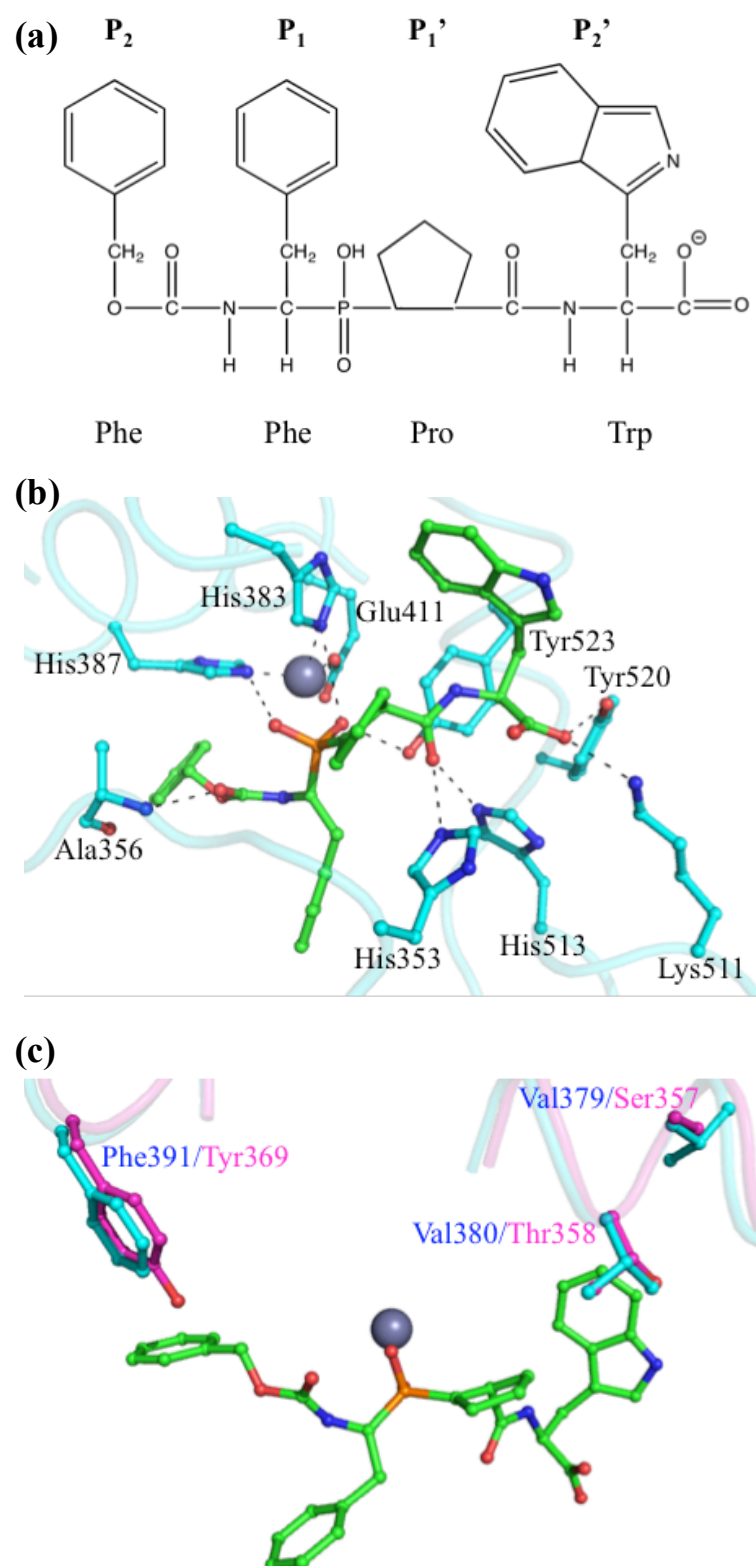 (a) P₂ P₁ P₁’ P₂’
N
CH₂ O CH₂ OH O CH₂ O⊖
O C N C P C N C C O
H H O H H
Phe Phe Pro Trp
(b)
His383
Glu411
Tyr523
His387
Tyr520
Ala356
His353
His513
Lys511
(c)
Val379/Ser357
Phe391/Tyr369
Val380/Thr358